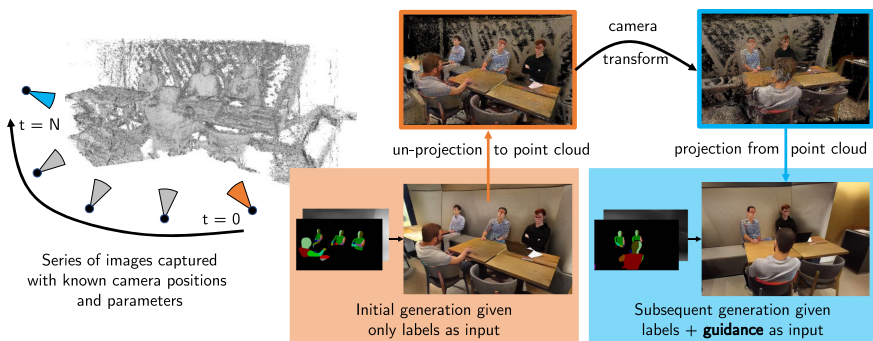 t = N
t = 0
Series of images captured
with known camera positions
and parameters
camera
transform
un-projection to point cloud
projection from point cloud
Initial generation given
only labels as input
Subsequent generation given
labels + guidance as input